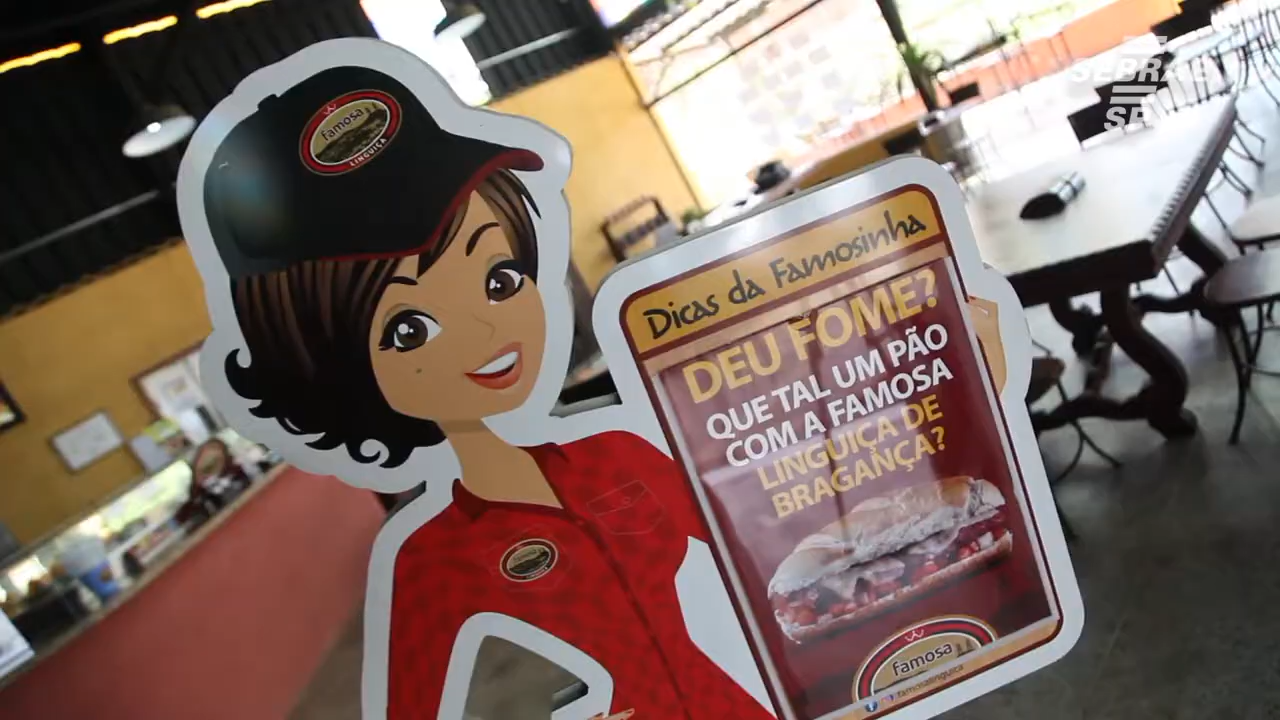 SEBRAE
SP
famosa
LINGUIÇA
Dicas da Famosinha
DEU FOME?
QUE TAL UM PÃO
COM A FAMOSA
LINGUIÇA DE
BRAGANÇA?
famosa
famosalinguica